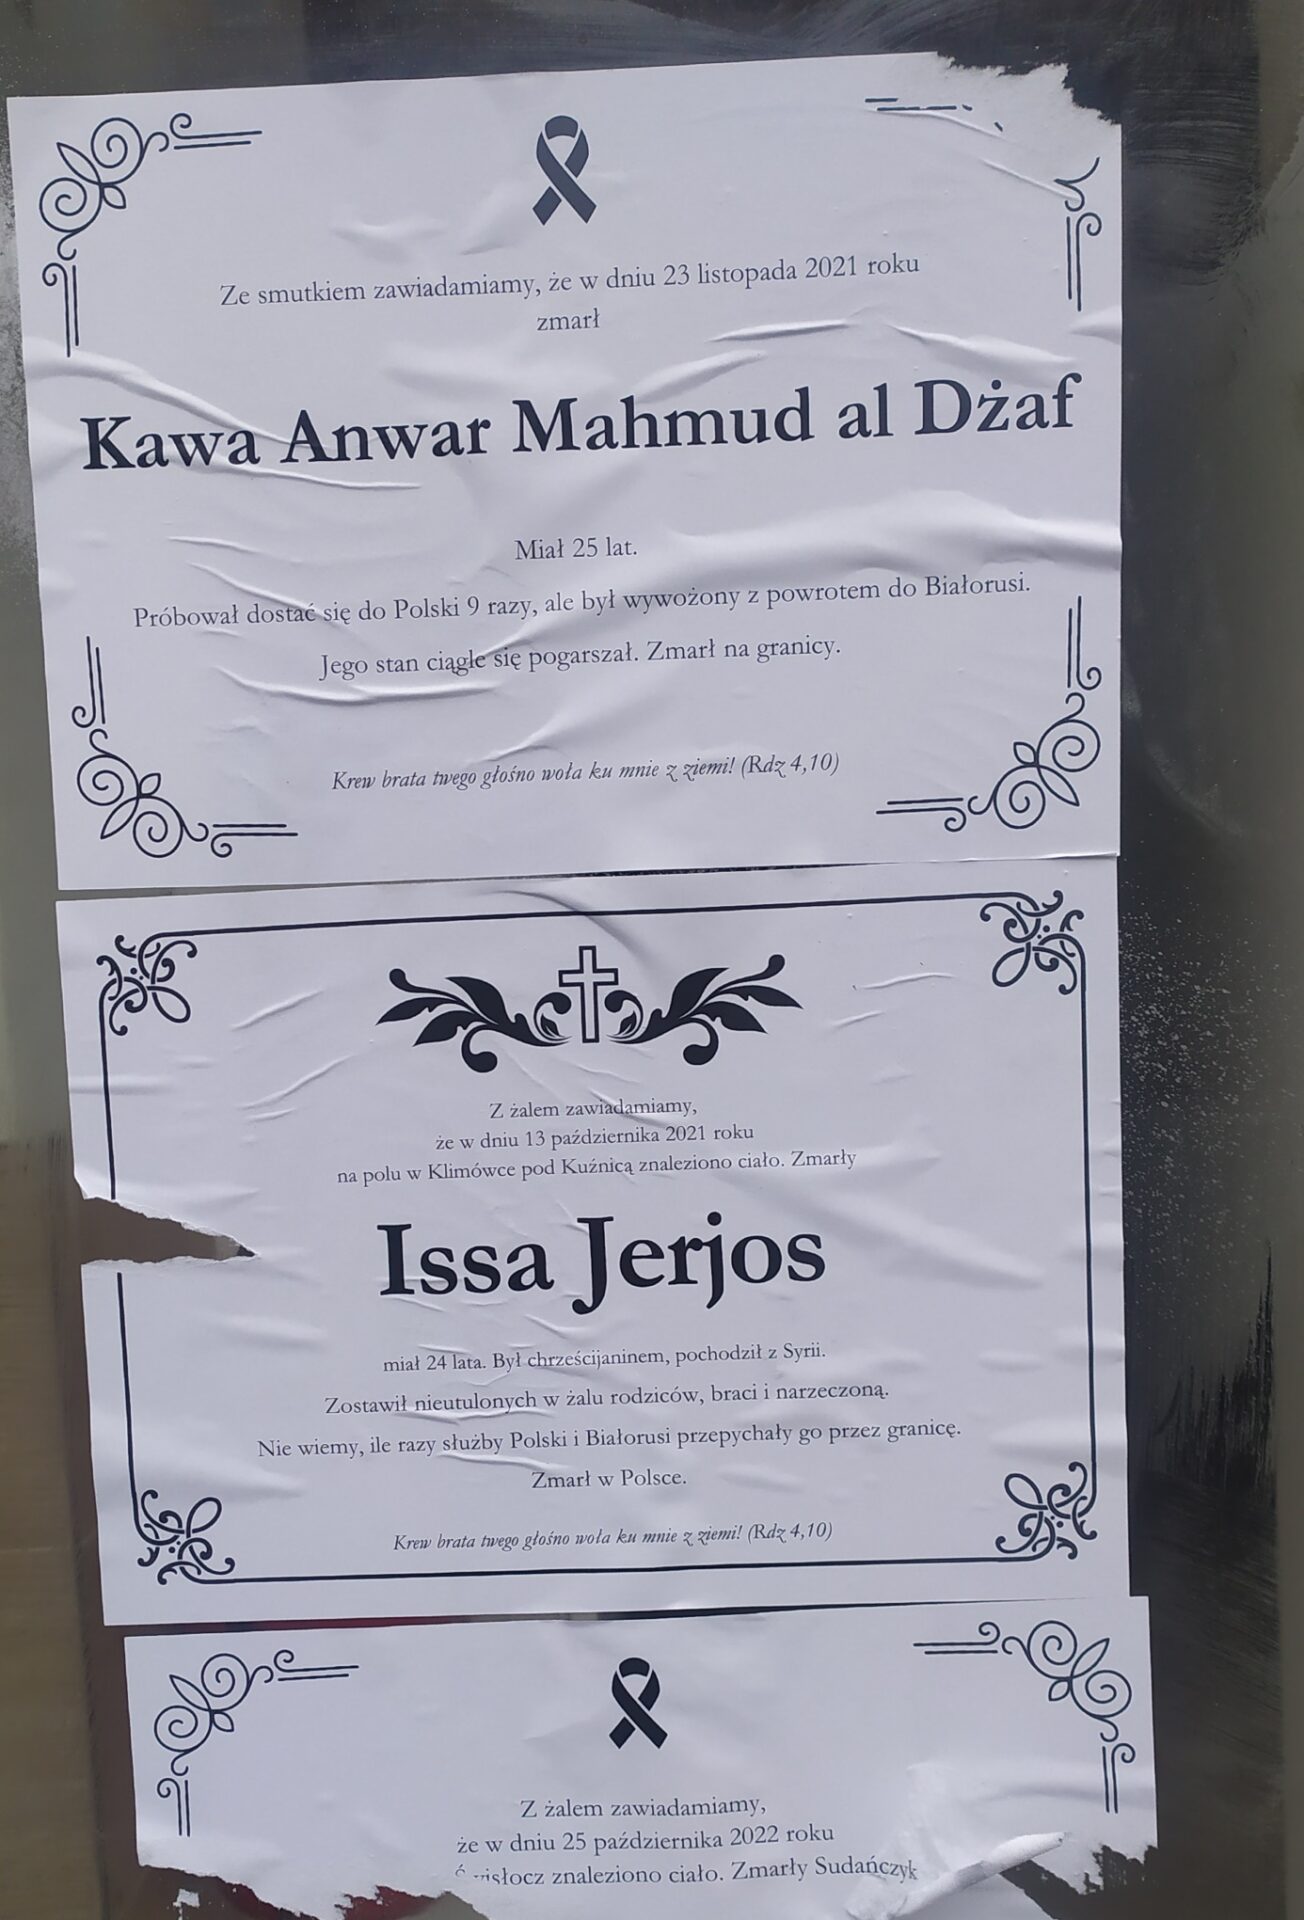 Ze smutkiem zawiadamiamy, że w dniu 23 listopada 2021 roku
zmarł
Kawa Anwar Mahmud al Dżaf
Miał 25 lat.
Próbował dostać się do Polski 9 razy, ale był wywożony z powrotem do Białorusi.
Jego stan ciągle się pogarszał. Zmarł na granicy.
Krew brata twego głośno woła ku mnie z ziemi! (Rdz 4,10)
Z żalem zawiadamiamy,
że w dniu 13 października 2021 roku
na polu w Klimówce pod Kuźnicą znaleziono ciało. Zmarły
Issa Jerjos
miał 24 lata. Był chrześcijaninem, pochodził z Syrii.
Zostawił nieutulonych w żalu rodziców, braci i narzeczoną.
Nie wiemy, ile razy służby Polski i Białorusi przepychały go przez granicę.
Zmarł w Polsce.
Krew brata twego głośno woła ku mnie z ziemi! (Rdz 4,10)
Z żalem zawiadamiamy,
że w dniu 25 października 2022 roku
znaleziono ciało. Zmarły Sudańczyk